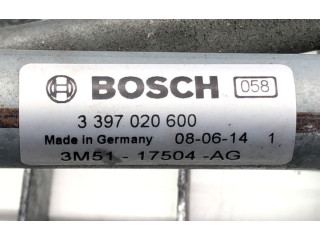 BOSCH 058
3 397 020 600
Made in Germany 08-06-14 1
3M51 - 17504 -AG